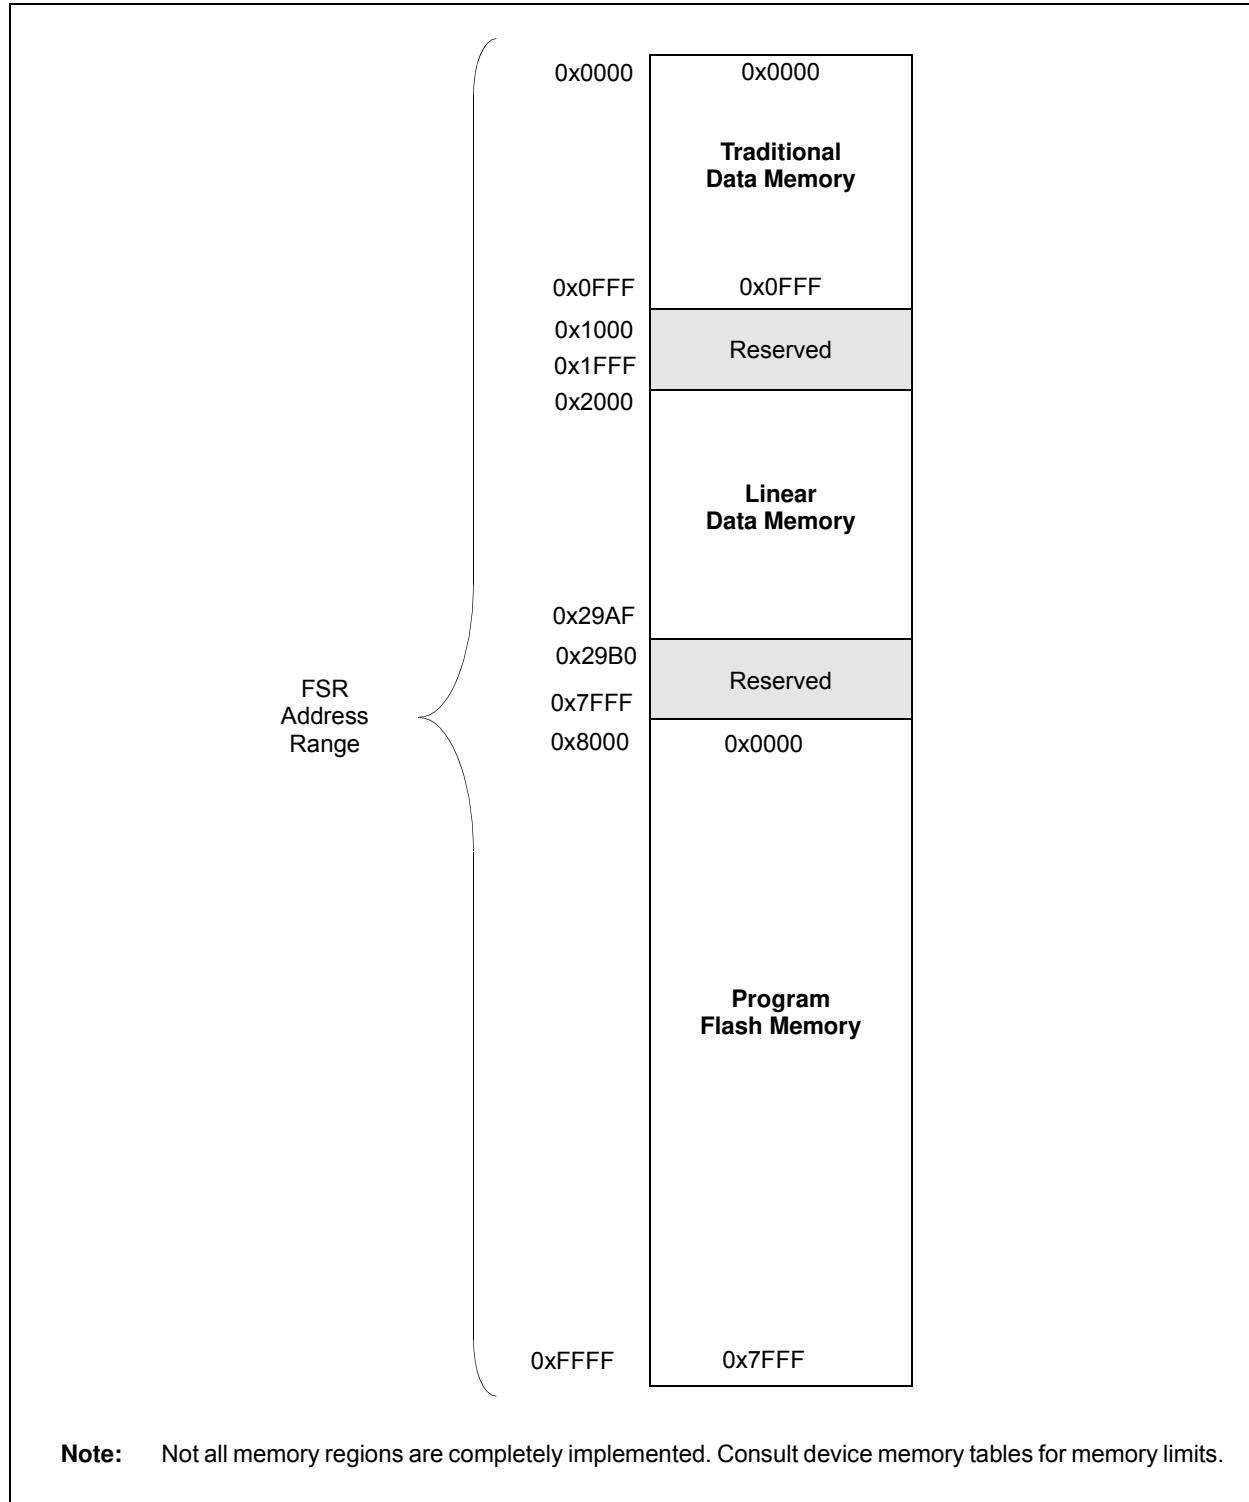 0x0000 0x0000
Traditional
Data Memory
0x0FFF 0x0FFF
0x1000
Reserved
0x1FFF
0x2000
Linear
Data Memory
0x29AF
0x29B0
Reserved
0x7FFF
FSR
Address
Range
0x8000 0x0000
Program
Flash Memory
0xFFFF 0x7FFF
Note: Not all memory regions are completely implemented. Consult device memory tables for memory limits.